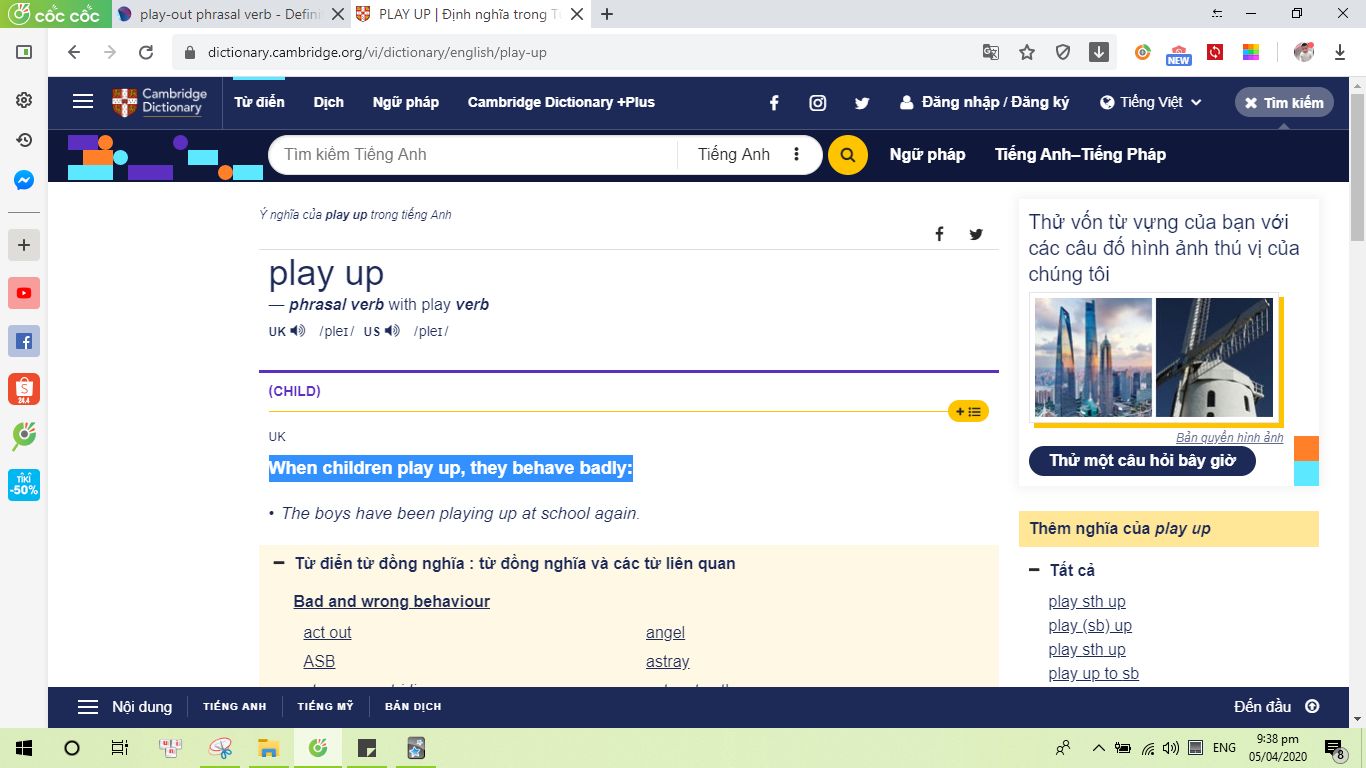 cốc cốc
play-out phrasal verb - Defini
PLAY UP | Định nghĩa trong T
dictionary.cambridge.org/vi/dictionary/english/play-up
NEW
Cambridge
Dictionary
Từ điển
Dịch
Ngữ pháp
Cambridge Dictionary +Plus
Đăng nhập / Đăng ký
Tiếng Việt
Tìm kiếm
Tìm kiếm Tiếng Anh
Tiếng Anh
Ngữ pháp
Tiếng Anh–Tiếng Pháp
Ý nghĩa của play up trong tiếng Anh
play up
— phrasal verb with play verb
UK /pleɪ/ US /pleɪ/
(CHILD)
UK
When children play up, they behave badly:
• The boys have been playing up at school again.
– Từ điển từ đồng nghĩa : từ đồng nghĩa và các từ liên quan
Bad and wrong behaviour
act out
angel
ASB
astray
Thử vốn từ vựng của bạn với
các câu đố hình ảnh thú vị của
chúng tôi
Bản quyền hình ảnh
Thử một câu hỏi bây giờ
Thêm nghĩa của play up
– Tất cả
play sth up
play (sb) up
play sth up
play up to sb
24.4
TIKI
-50%
Nội dung
TIẾNG ANH
TIẾNG MỸ
BẢN DỊCH
Đến đầu
ENG
9:38 pm
05/04/2020
8